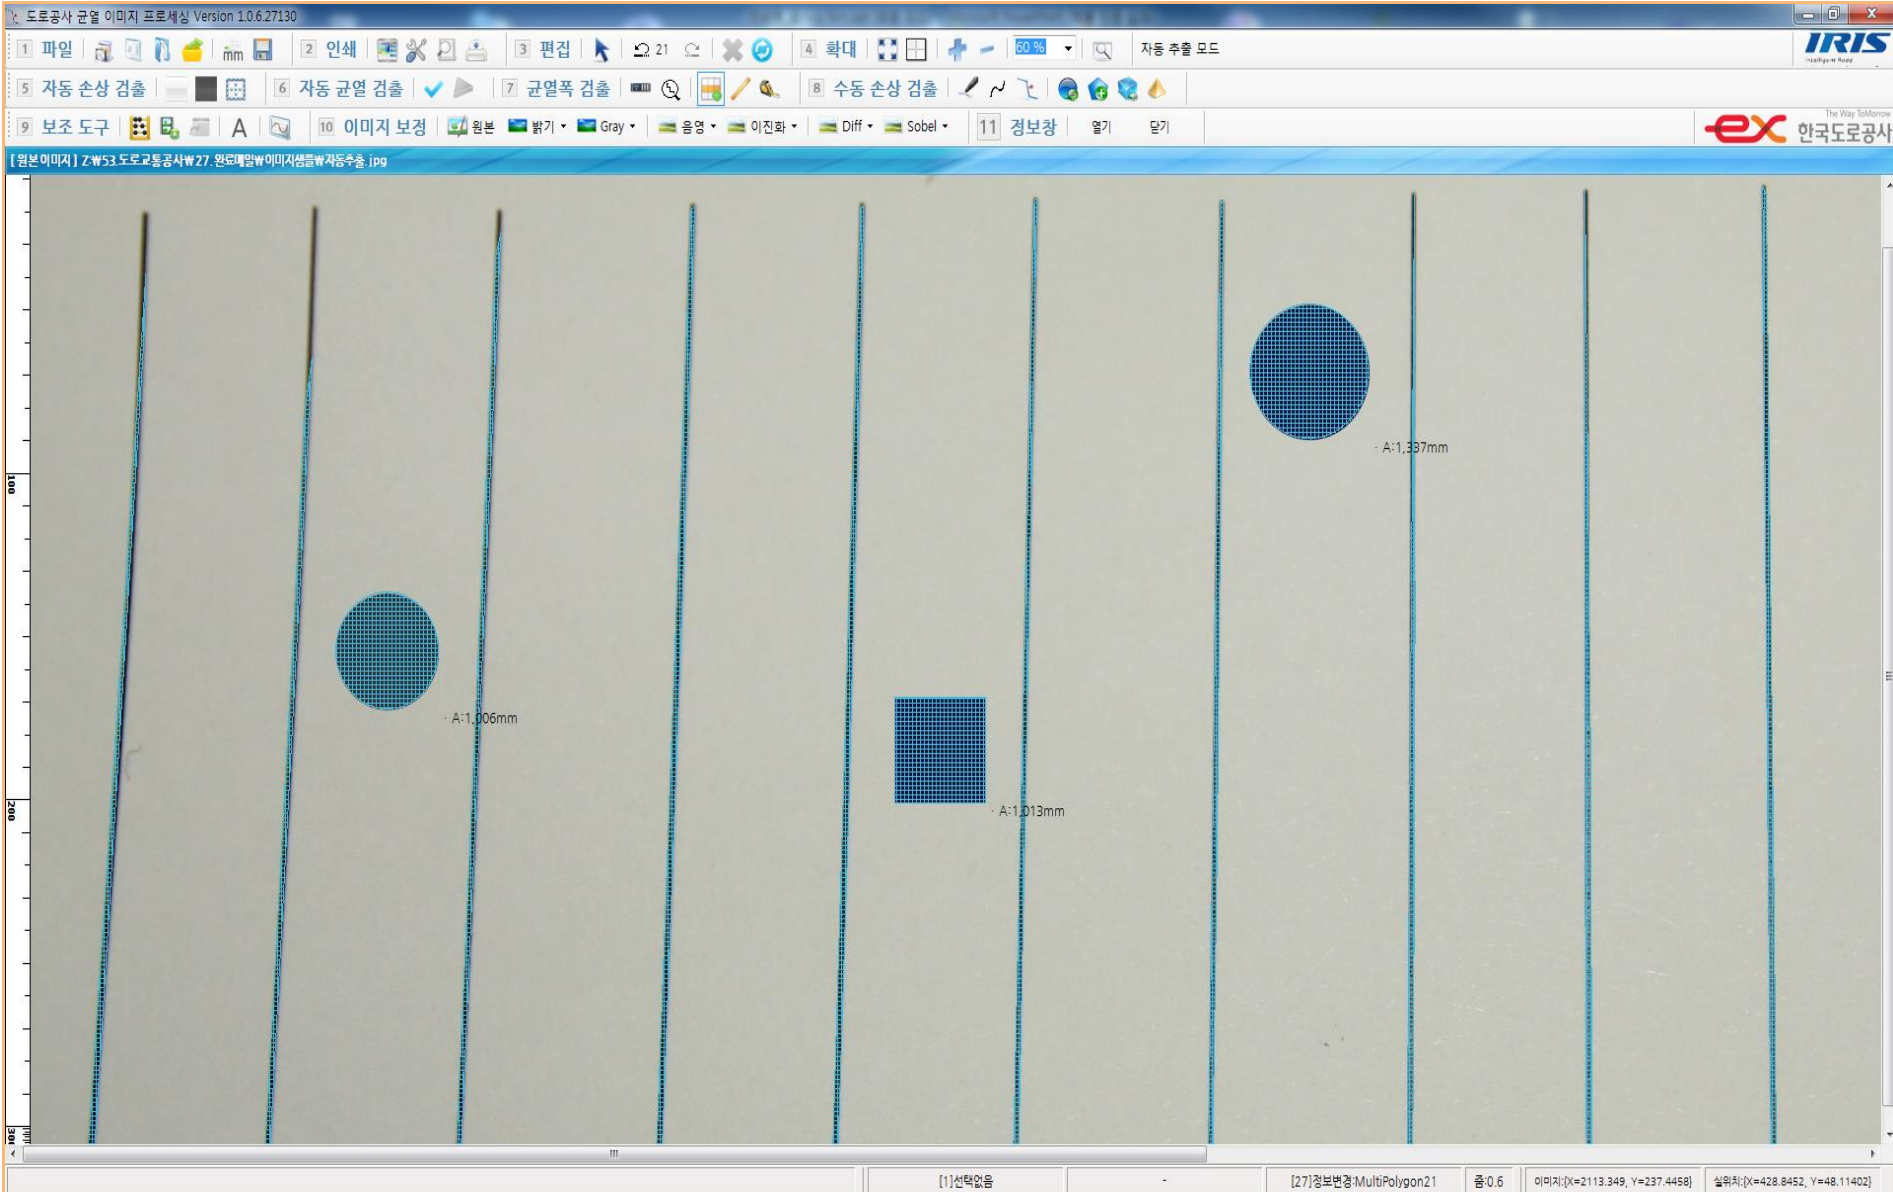 도로공사 균열 이미지 프로세싱 Version 1.0.6.27130
1 파일 mm 2 인쇄 3 편집 21 4 확대 60 % 자동 추출 모드
IRIS
5 자동 손상 검출 6 자동 균열 검출 7 균열폭 검출 8 수동 손상 검출
9 보조 도구 A 10 이미지 보정 원본 밝기 Gray 음영 이진화 Diff Sobel 11 정보창 열기 닫기
The Way ToMorrow
ex 한국도로공사
[원본이미지] Z:₩53.도로교통공사₩27.완료메일₩이미지샘플₩자동추출.jpg
A:1,337mm
100
A:1,006mm
200
A:1,013mm
300
[1]선택없음 - [27]정보변경:MultiPolygon21 줌:0.6 이미지:{X=2113.349, Y=237.4458} 실위치:{X=428.8452, Y=48.11402}